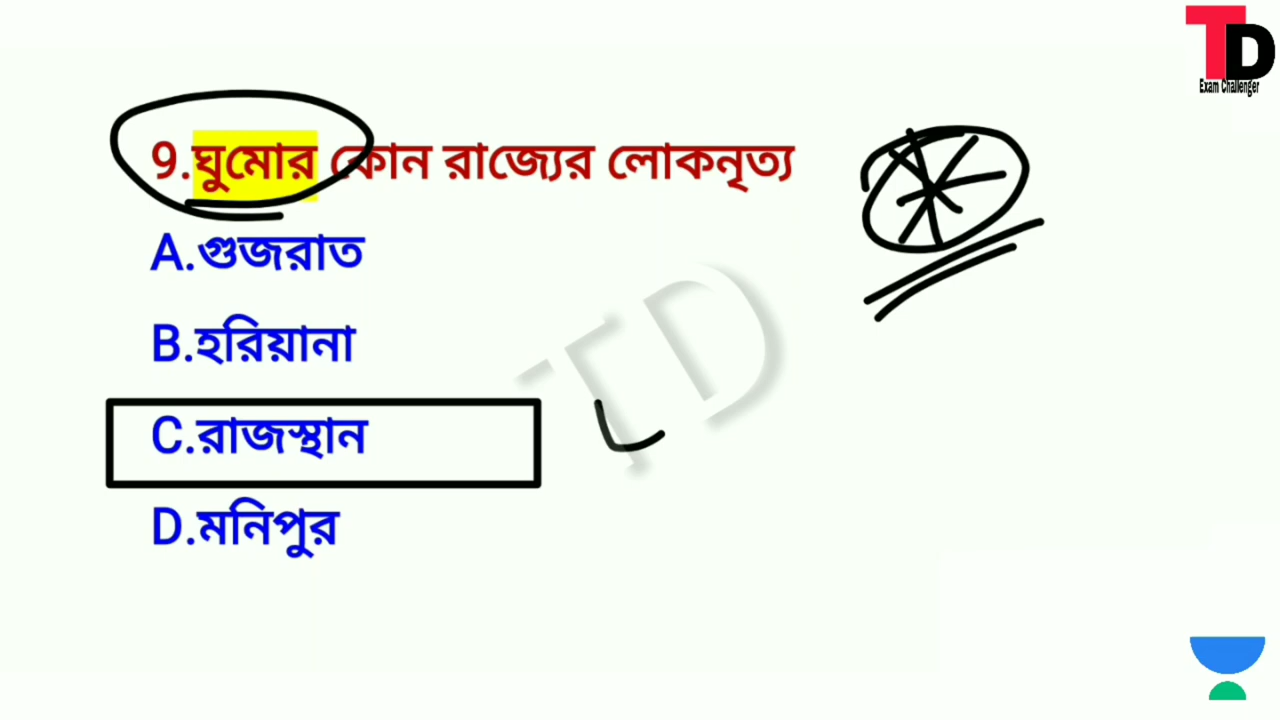 TD
Exam Challenger
9.ঘুমোর কোন রাজ্যের লোকনৃত্য
A.গুজরাত
B.হরিয়ানা
C.রাজস্থান
D.মনিপুর
TD